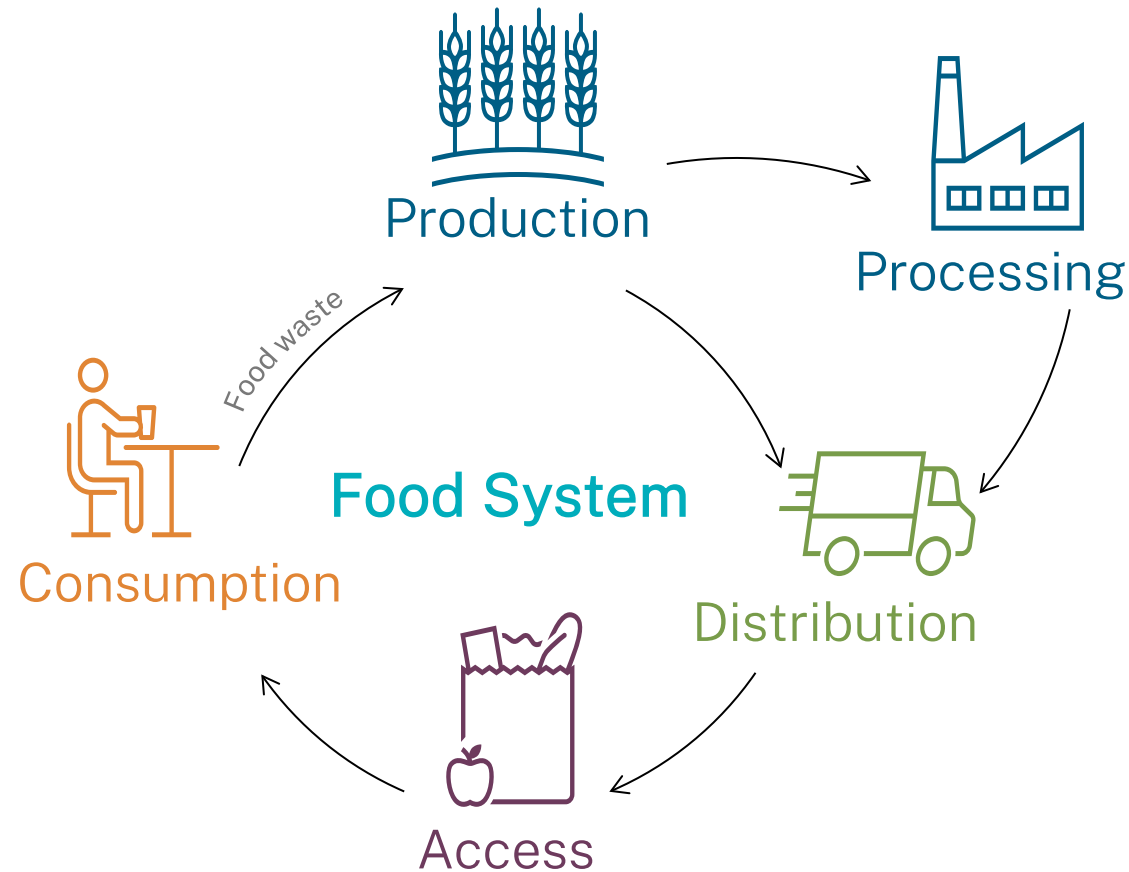 Production
Processing
Food waste
Food System
Consumption
Distribution
Access